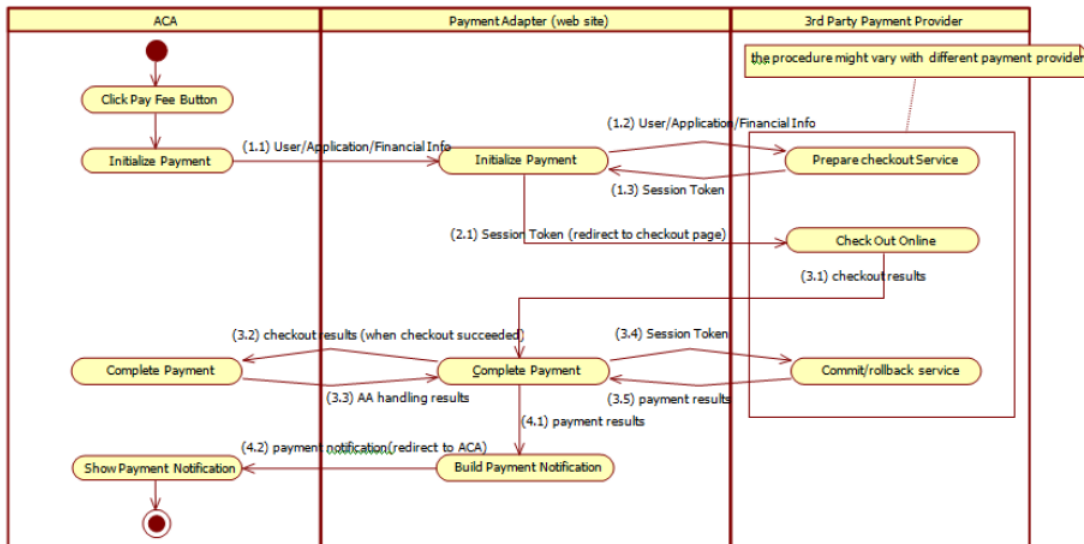 ACA
Payment Adapter (web site)
3rd Party Payment Provider
the procedure might vary with different payment provider
Click Pay Fee Button
(1.2) User/Application/Financial Info
(1.1) User/Application/Financial Info
Initialize Payment
Initialize Payment
Prepare checkout Service
(1.3) Session Token
(2.1) Session Token (redirect to checkout page)
Check Out Online
(3.1) checkout results
(3.2) checkout results (when checkout succeeded)
(3.4) Session Token
Complete Payment
Complete Payment
Commit/rollback service
(3.3) AA handling results
(3.5) payment results
(4.1) payment results
(4.2) payment notification(redirect to ACA)
Show Payment Notification
Build Payment Notification